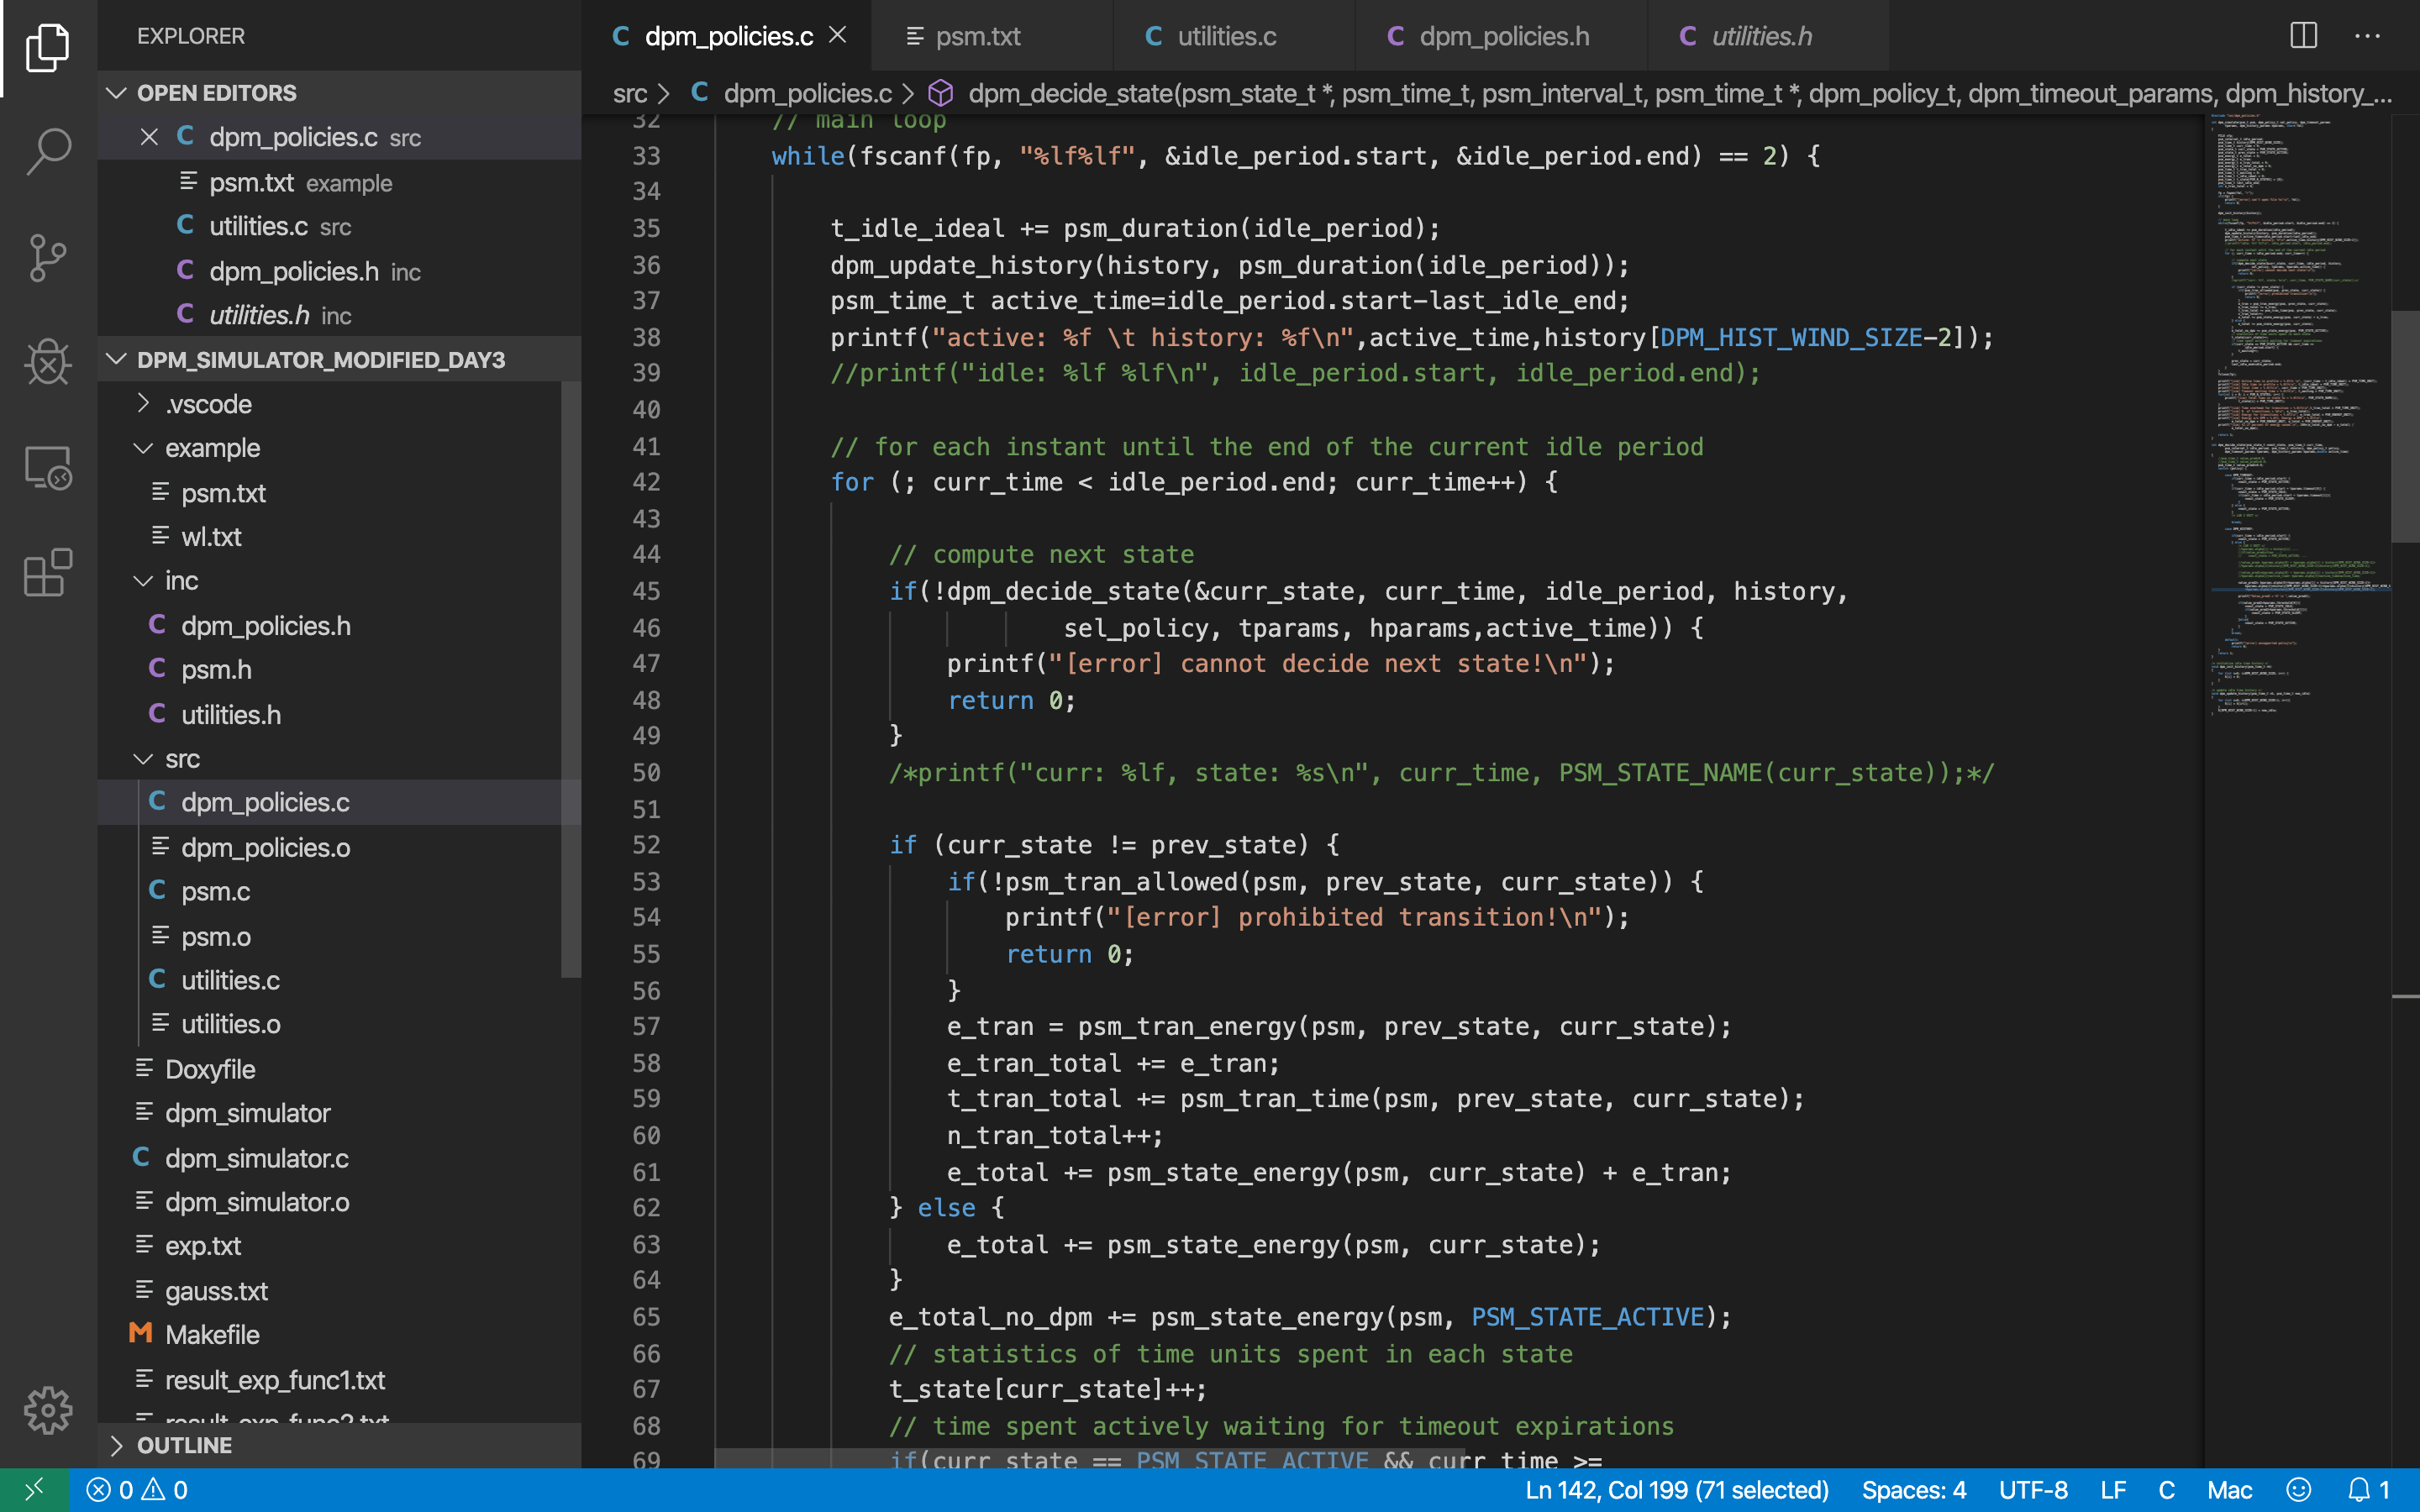 EXPLORER
OPEN EDITORS
dpm_policies.c src
psm.txt example
utilities.c src
dpm_policies.h inc
utilities.h inc
DPM_SIMULATOR_MODIFIED_DAY3
.vscode
example
psm.txt
wl.txt
inc
dpm_policies.h
psm.h
utilities.h
src
dpm_policies.c
dpm_policies.o
psm.c
psm.o
utilities.c
utilities.o
Doxyfile
dpm_simulator
dpm_simulator.c
dpm_simulator.o
exp.txt
gauss.txt
Makefile
result_exp_func1.txt
result_exp_func2.txt
OUTLINE
dpm_policies.c psm.txt utilities.c dpm_policies.h utilities.h
src > dpm_policies.c > dpm_decide_state(psm_state_t *, psm_time_t, psm_interval_t, psm_time_t *, dpm_policy_t, dpm_timeout_params, dpm_history_...
32 // main loop
33 while(fscanf(fp, "%lf%lf", &idle_period.start, &idle_period.end) == 2) {
34
35 t_idle_ideal += psm_duration(idle_period);
36 dpm_update_history(history, psm_duration(idle_period));
37 psm_time_t active_time=idle_period.start-last_idle_end;
38 printf("active: %f \t history: %f\n",active_time,history[DPM_HIST_WIND_SIZE-2]);
39 //printf("idle: %lf %lf\n", idle_period.start, idle_period.end);
40
41 // for each instant until the end of the current idle period
42 for (; curr_time < idle_period.end; curr_time++) {
43
44 // compute next state
45 if(!dpm_decide_state(&curr_state, curr_time, idle_period, history,
46 sel_policy, tparams, hparams,active_time)) {
47 printf("[error] cannot decide next state!\n");
48 return 0;
49 }
50 /*printf("curr: %lf, state: %s\n", curr_time, PSM_STATE_NAME(curr_state));*/
51
52 if (curr_state != prev_state) {
53 if(!psm_tran_allowed(psm, prev_state, curr_state)) {
54 printf("[error] prohibited transition!\n");
55 return 0;
56 }
57 e_tran = psm_tran_energy(psm, prev_state, curr_state);
58 e_tran_total += e_tran;
59 t_tran_total += psm_tran_time(psm, prev_state, curr_state);
60 n_tran_total++;
61 e_total += psm_state_energy(psm, curr_state) + e_tran;
62 } else {
63 e_total += psm_state_energy(psm, curr_state);
64 }
65 e_total_no_dpm += psm_state_energy(psm, PSM_STATE_ACTIVE);
66 // statistics of time units spent in each state
67 t_state[curr_state]++;
68 // time spent actively waiting for timeout expirations
69 if(curr_state == PSM_STATE_ACTIVE && curr_time >=
0 0 Ln 142, Col 199 (71 selected) Spaces: 4 UTF-8 LF C Mac 1